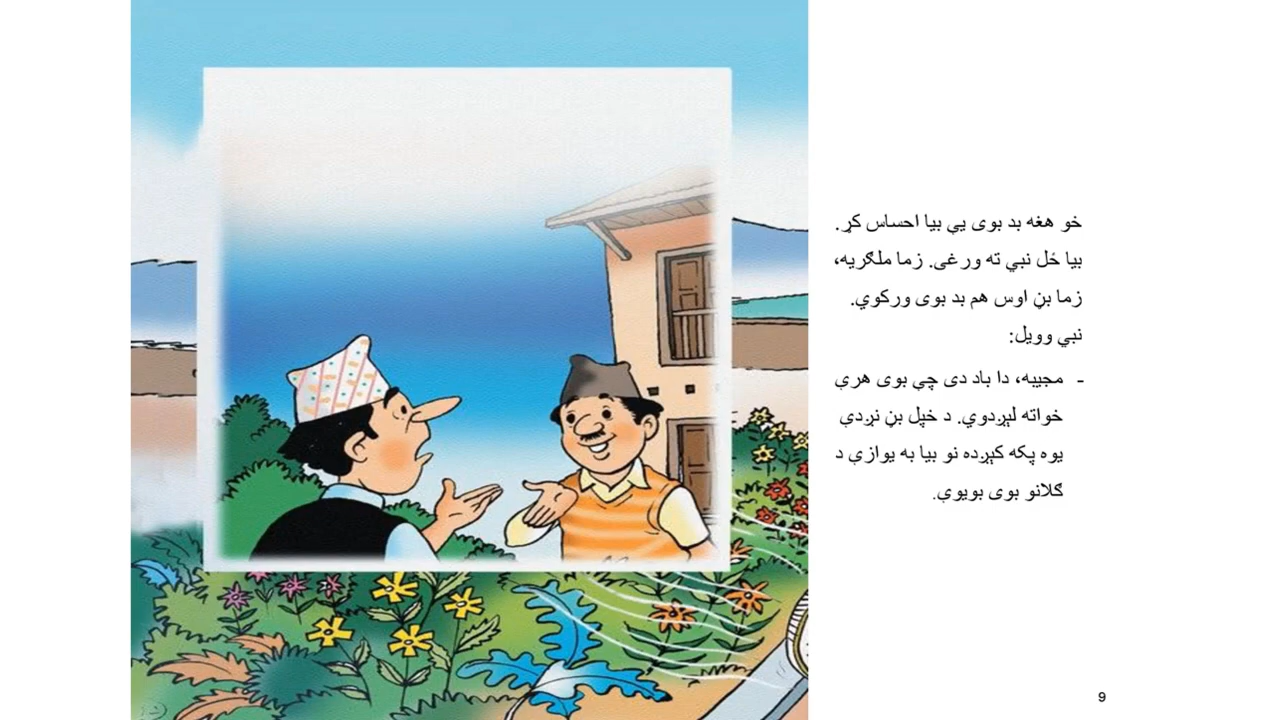 خو هغه بد بوی یې بیا احساس کړ.
بیا ځل نبي ته ورغی. زما ملګریه،
زما بڼ اوس هم بد بوی ورکوي.
نبي وویل:
- مجیبه، دا باد دی چې بوی هرې
خواته لېږدوي. د خپل بڼ نږدې
یوه پکه کېږده نو بیا به یوازې د
ګلانو بوی بویوې.
9